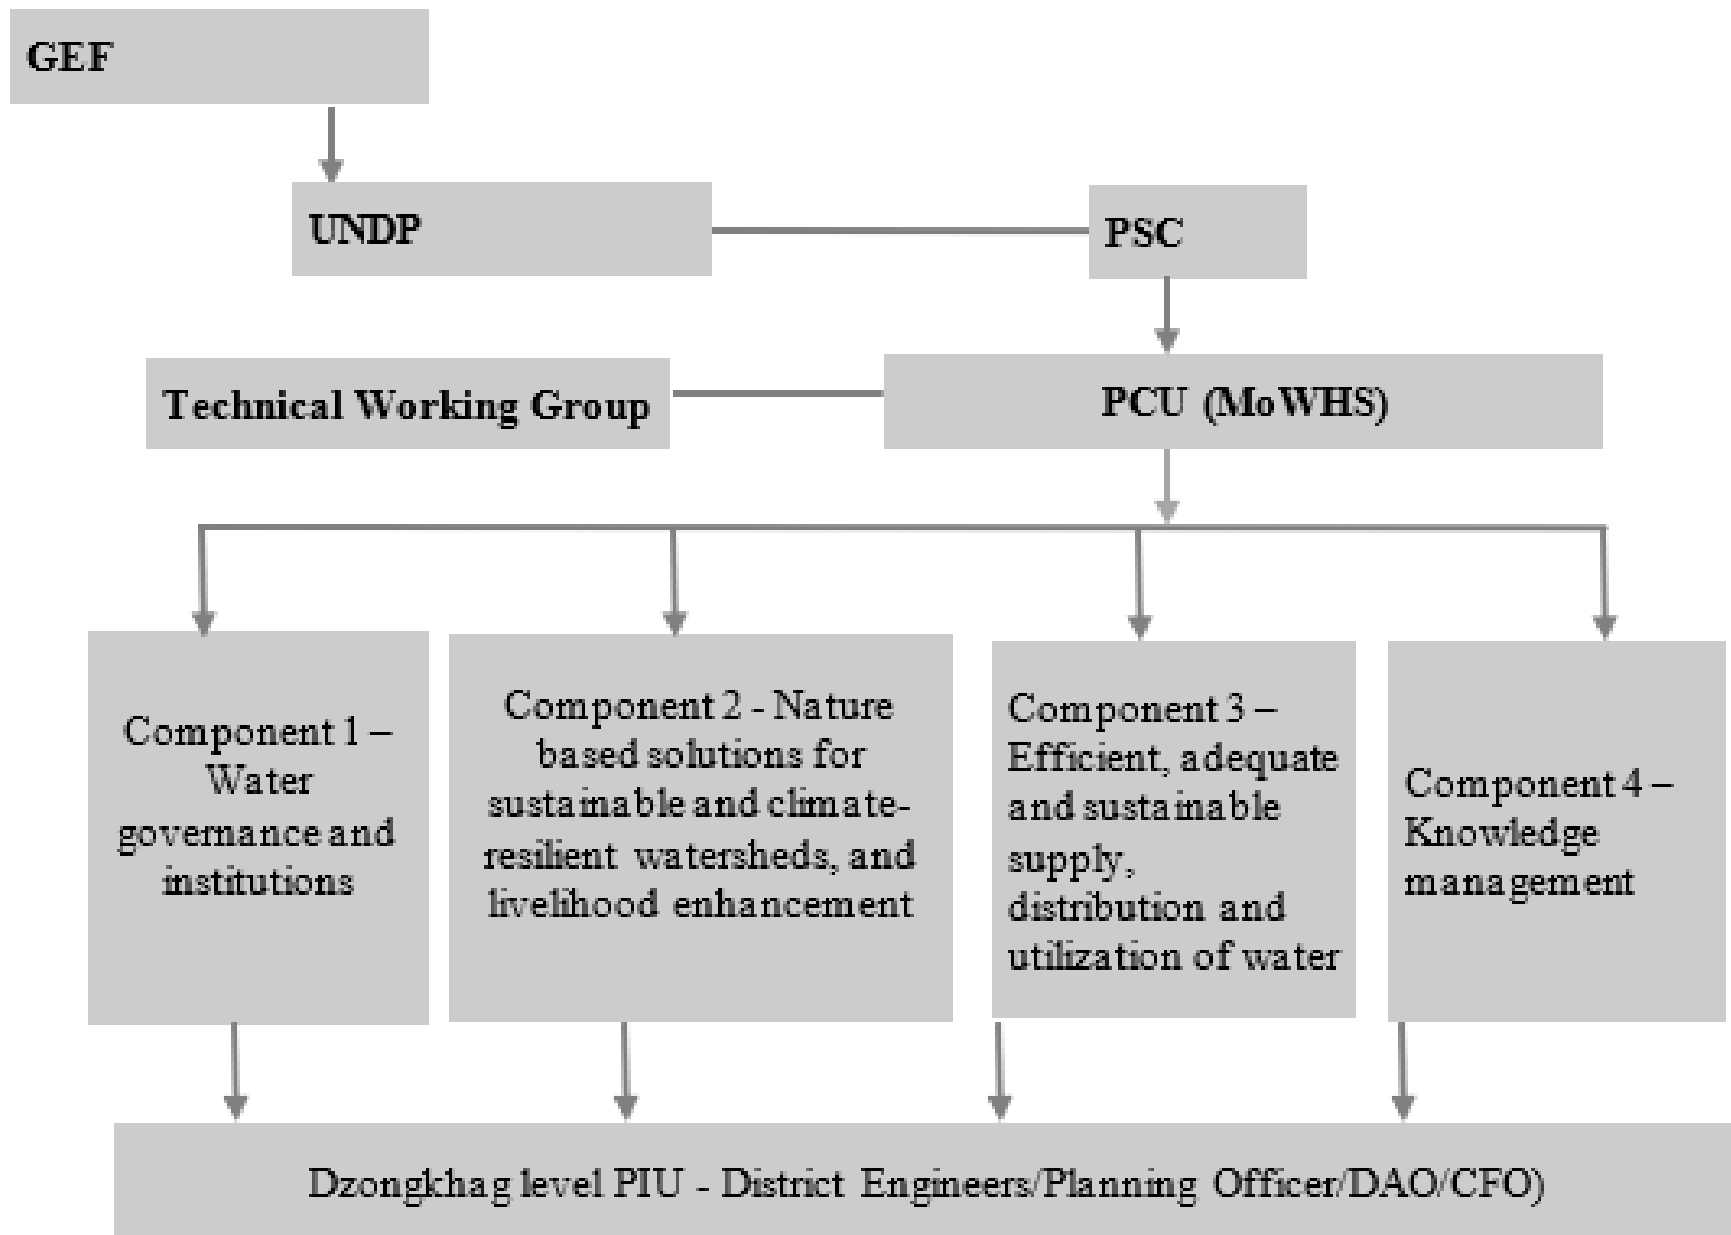 GEF
UNDP
PSC
Technical Working Group
PCU (MoWHS)
Component 1 –
Water
governance and
institutions
Component 2 - Nature
based solutions for
sustainable and climate-
resilient watersheds, and
livelihood enhancement
Component 3 –
Efficient, adequate
and sustainable
supply,
distribution and
utilization of water
Component 4 –
Knowledge
management
Dzongkhag level PIU - District Engineers/Planning Officer/DAO/CFO)